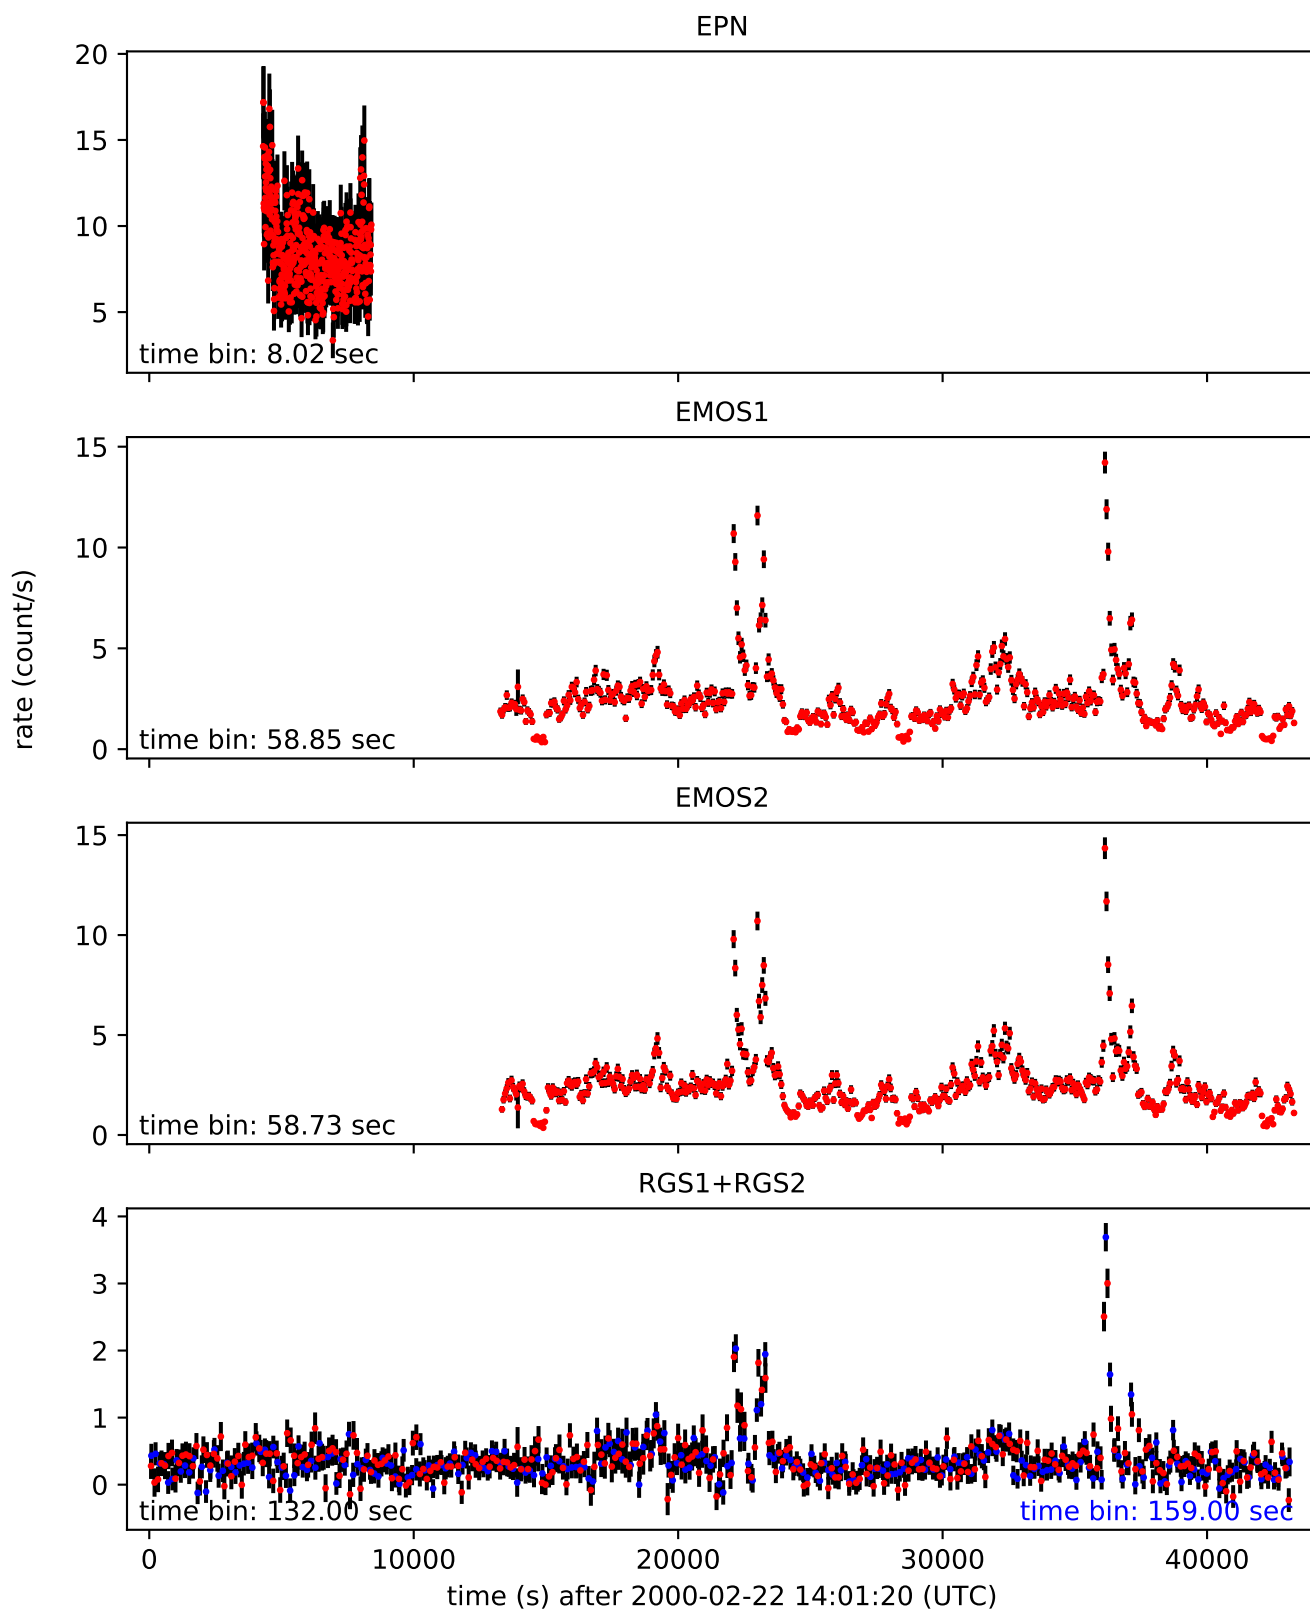 EPN
20
15
10
5
time bin: 8.02 sec
EMOS1
15
10
5
0
time bin: 58.85 sec
rate (count/s)
EMOS2
15
10
5
0
time bin: 58.73 sec
RGS1+RGS2
4
3
2
1
0
time bin: 132.00 sec
time bin: 159.00 sec
0 10000 20000 30000 40000
time (s) after 2000-02-22 14:01:20 (UTC)